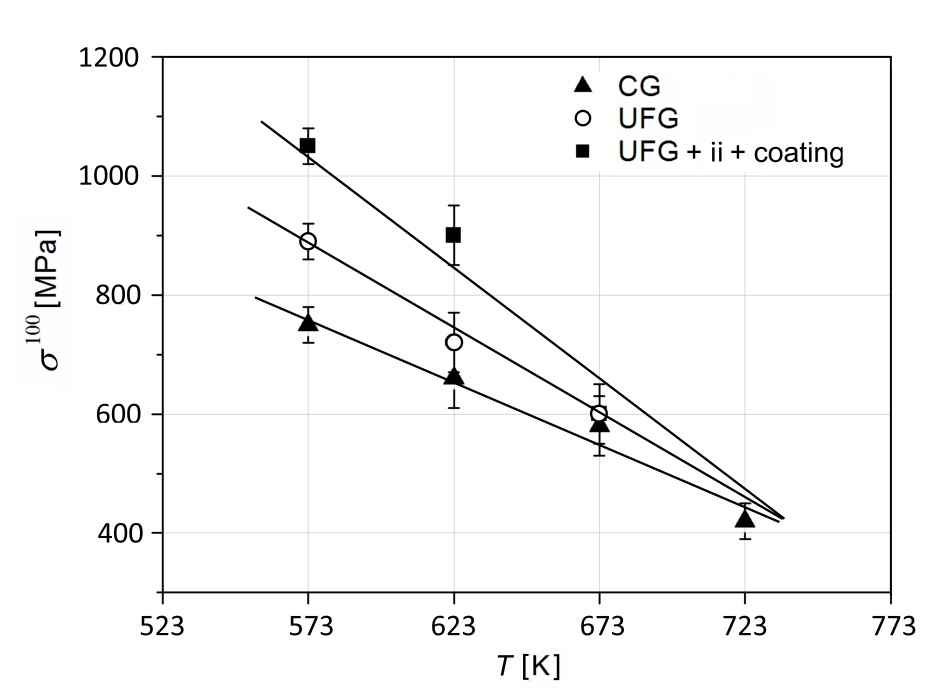 1200
1000
800
600
400
σ¹⁰⁰ [MPa]
CG
UFG
UFG + ii + coating
523 573 623 673 723 773
T [K]